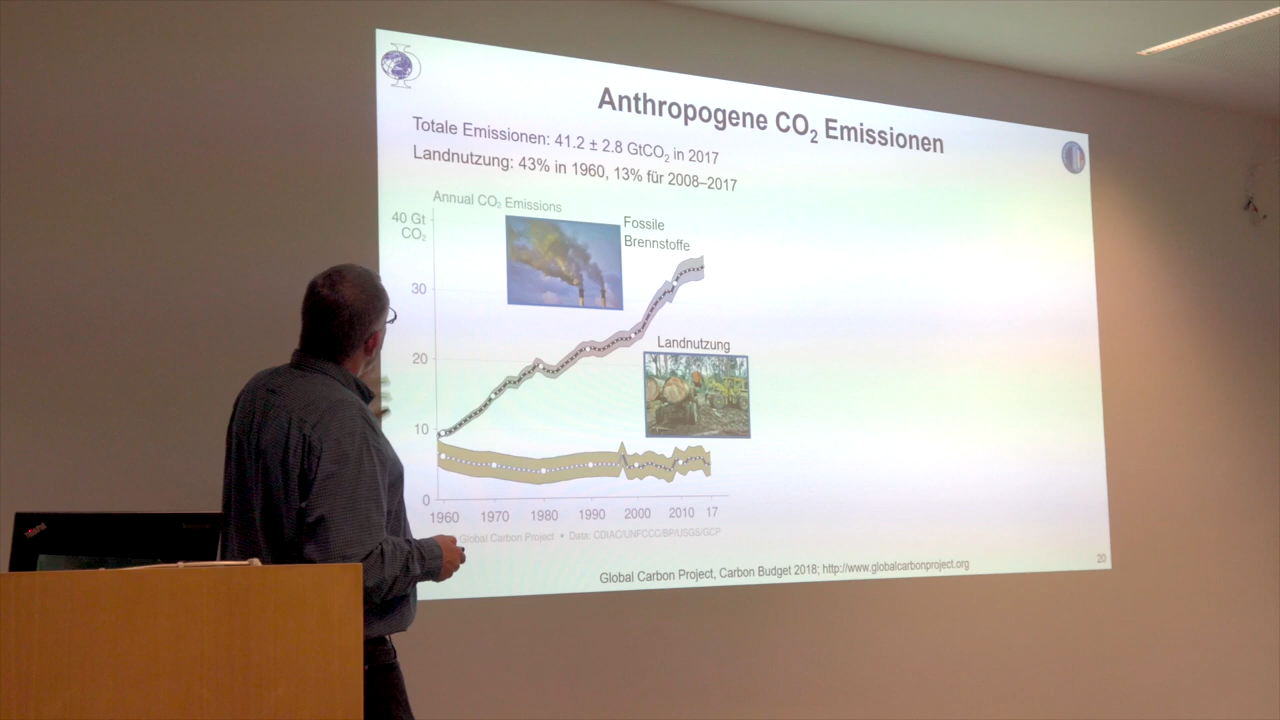 Anthropogene CO₂ Emissionen
Totale Emissionen: 41.2 ± 2.8 GtCO₂ in 2017
Landnutzung: 43% in 1960, 13% für 2008–2017
Annual CO₂ Emissions
40 Gt
CO₂
Fossile
Brennstoffe
30
Landnutzung
20
10
0
1960 1970 1980 1990 2000 2010 17
Global Carbon Project • Data: CDIAC/UNFCCC/BP/USGS/GCP
20
Global Carbon Project, Carbon Budget 2018; http://www.globalcarbonproject.org